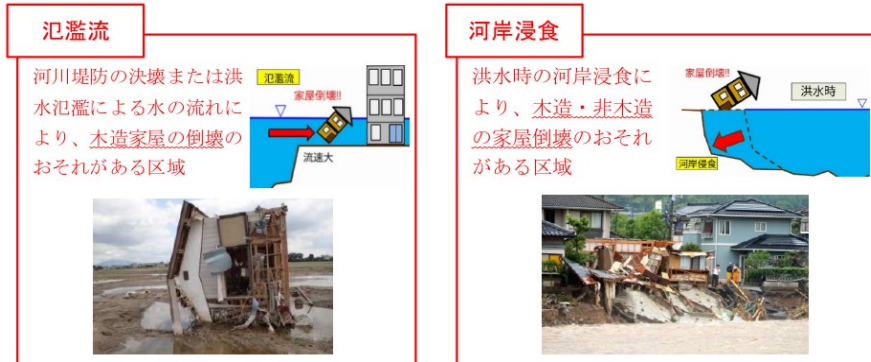 氾濫流
河川堤防の決壊または洪
水氾濫による水の流れに
より、木造家屋の倒壊の
おそれがある区域
氾濫流
家屋倒壊!!
流速大
河岸浸食
洪水時の河岸浸食に
より、木造・非木造
の家屋倒壊のおそれ
がある区域
家屋倒壊!!
洪水時
河岸侵食